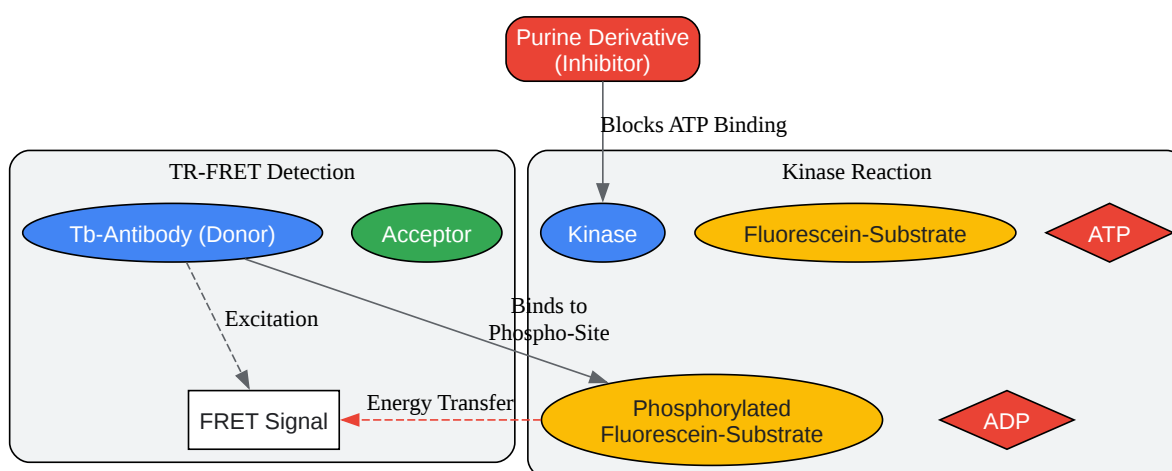 Purine Derivative
(Inhibitor)
Blocks ATP Binding
TR-FRET Detection
Kinase Reaction
Tb-Antibody (Donor)
Acceptor
Kinase
Fluorescein-Substrate
ATP
Excitation
Binds to
Phospho-Site
FRET Signal
Energy Transfer
Phosphorylated
Fluorescein-Substrate
ADP